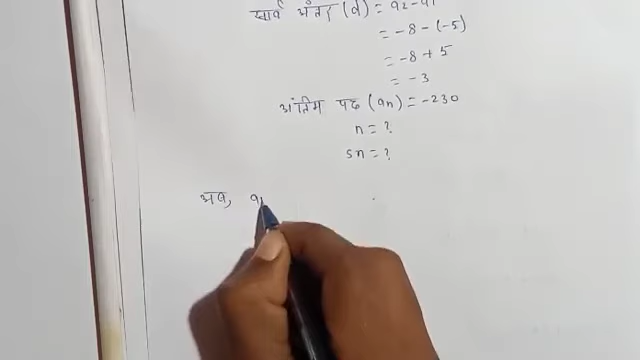 सार्व अंतर (d) = a2-a1
= -8-(-5)
= -8+5
= -3
अंतिम पद (an) = -230
n = ?
sn = ?
अब, a